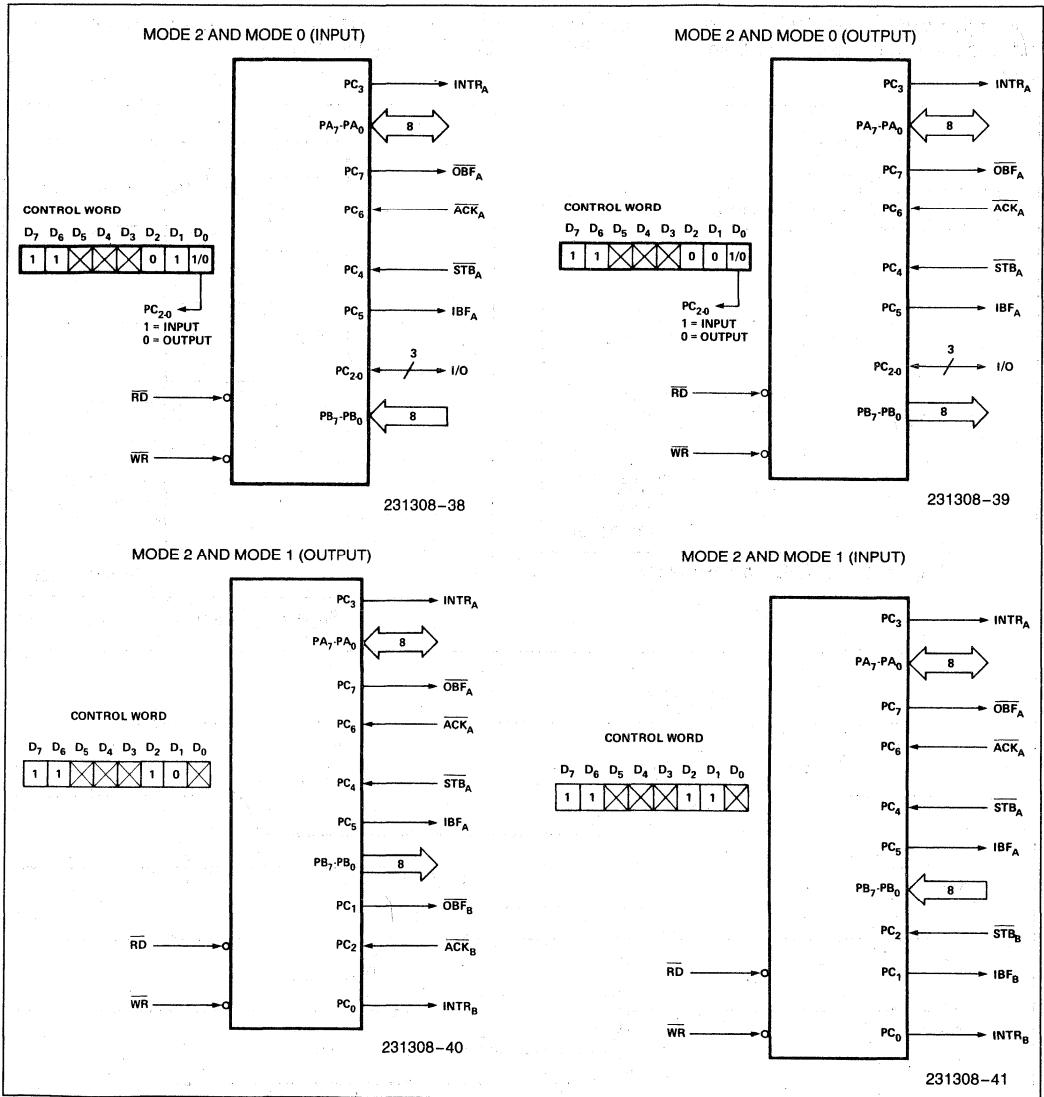 MODE 2 AND MODE 0 (INPUT)
PC3
INTRA
PA7-PA0
8
PC7
OBFA
CONTROL WORD
PC6
ACKA
D7 D6 D5 D4 D3 D2 D1 D0
1 1 X X X 0 1 1/0
PC4
STBA
PC2-0
1 = INPUT
0 = OUTPUT
PC5
IBFA
PC2-0
3
I/O
RD
PB7-PB0
8
WR
231308-38
MODE 2 AND MODE 0 (OUTPUT)
PC3
INTRA
PA7-PA0
8
PC7
OBFA
CONTROL WORD
PC6
ACKA
D7 D6 D5 D4 D3 D2 D1 D0
1 1 X X X 0 0 1/0
PC4
STBA
PC2-0
1 = INPUT
0 = OUTPUT
PC5
IBFA
PC2-0
3
I/O
RD
PB7-PB0
8
WR
231308-39
MODE 2 AND MODE 1 (OUTPUT)
PC3
INTRA
PA7-PA0
8
PC7
OBFA
CONTROL WORD
PC6
ACKA
D7 D6 D5 D4 D3 D2 D1 D0
1 1 X X X 1 0 X
PC4
STBA
PC5
IBFA
PB7-PB0
8
PC1
OBFB
RD
PC2
ACKB
WR
PC0
INTRB
231308-40
MODE 2 AND MODE 1 (INPUT)
PC3
INTRA
PA7-PA0
8
PC7
OBFA
CONTROL WORD
PC6
ACKA
D7 D6 D5 D4 D3 D2 D1 D0
1 1 X X X 1 1 X
PC4
STBA
PC5
IBFA
PB7-PB0
8
PC2
STBB
RD
PC1
IBFB
WR
PC0
INTRB
231308-41